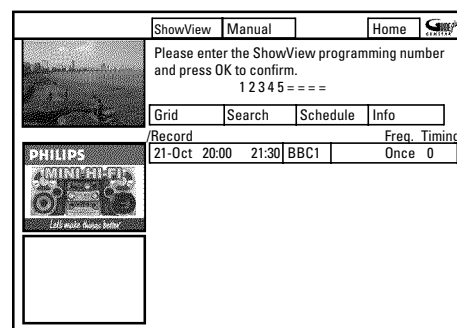 ShowView Manual Home GUIDE
GEMSTAR
Please enter the ShowView programming number
and press OK to confirm.
1 2 3 4 5 = = = =
Grid Search Schedule Info
/Record Freq. Timing
21-Oct 20:00 21:30 BBC1 Once 0
PHILIPS
MINI-HI-FI
Let's make things better